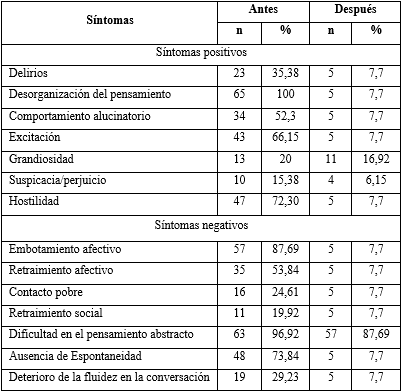 Síntomas Antes Después
n % n %
Síntomas positivos
Delirios 23 35,38 5 7,7
Desorganización del pensamiento 65 100 5 7,7
Comportamiento alucinatorio 34 52,3 5 7,7
Excitación 43 66,15 5 7,7
Grandiosidad 13 20 11 16,92
Suspicacia/perjuicio 10 15,38 4 6,15
Hostilidad 47 72,30 5 7,7
Síntomas negativos
Embotamiento afectivo 57 87,69 5 7,7
Retraimiento afectivo 35 53,84 5 7,7
Contacto pobre 16 24,61 5 7,7
Retraimiento social 11 19,92 5 7,7
Dificultad en el pensamiento abstracto 63 96,92 57 87,69
Ausencia de Espontaneidad 48 73,84 5 7,7
Deterioro de la fluidez en la conversación 19 29,23 5 7,7